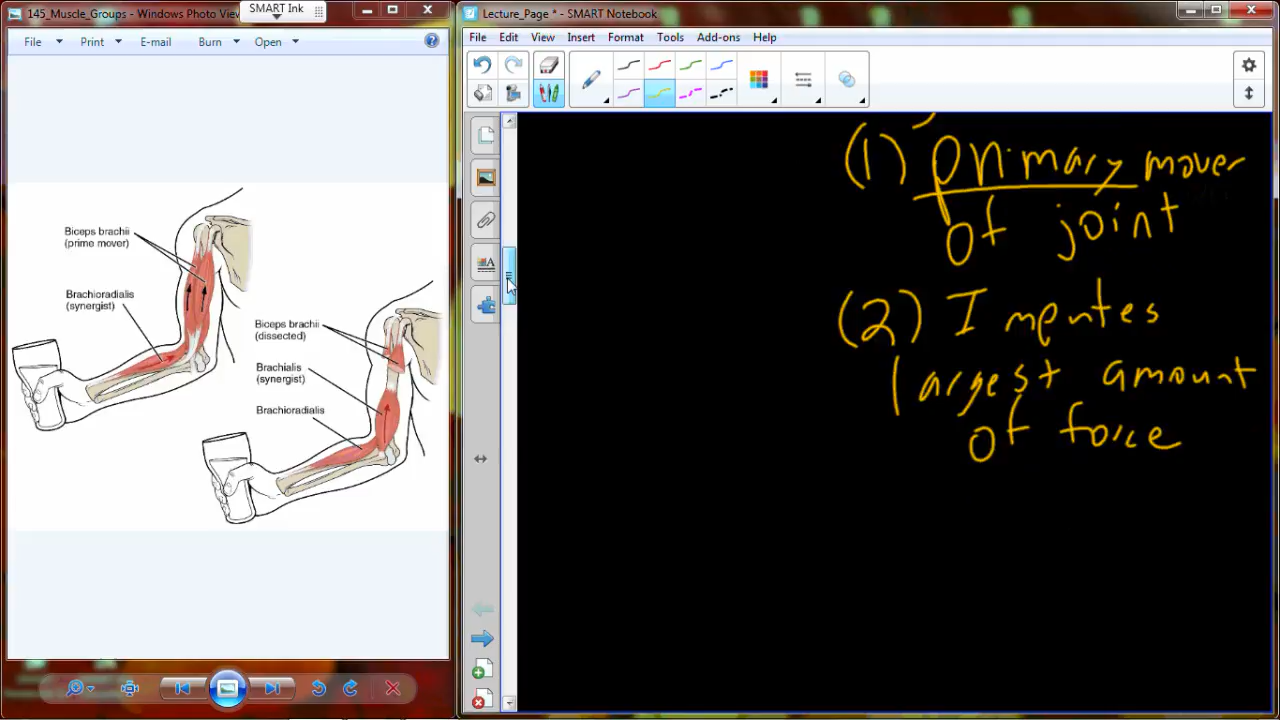 145_Muscle_Groups - Windows Photo View
SMART Ink
File Print E-mail Burn Open
Biceps brachii
(prime mover)
Brachioradialis
(synergist)
Biceps brachii
(dissected)
Brachialis
(synergist)
Brachioradialis
Lecture_Page * - SMART Notebook
File Edit View Insert Format Tools Add-ons Help
(1) primary mover
of joint
(2) Imputes
largest amount
of force